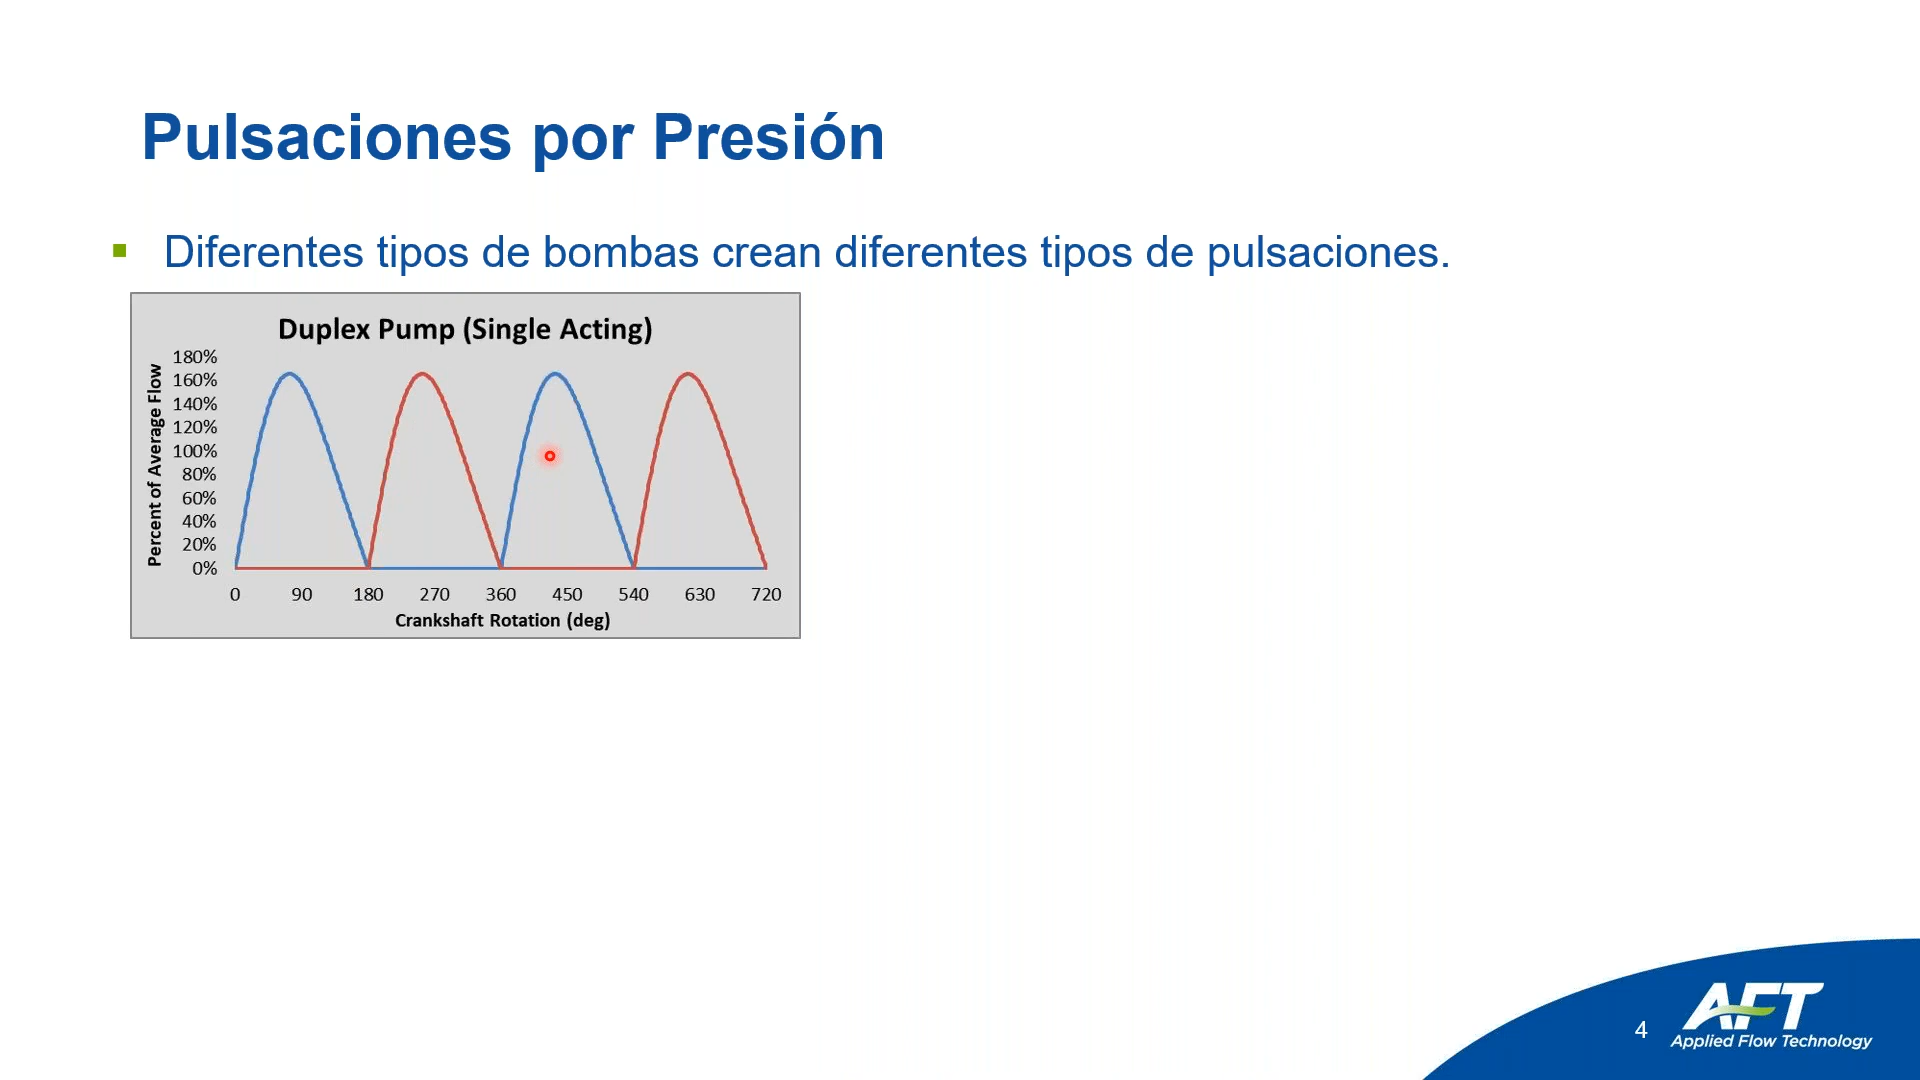 Pulsaciones por Presión
Diferentes tipos de bombas crean diferentes tipos de pulsaciones.
Duplex Pump (Single Acting)
Percent of Average Flow
180%
160%
140%
120%
100%
80%
60%
40%
20%
0%
0 90 180 270 360 450 540 630 720
Crankshaft Rotation (deg)
4
AFT
Applied Flow Technology